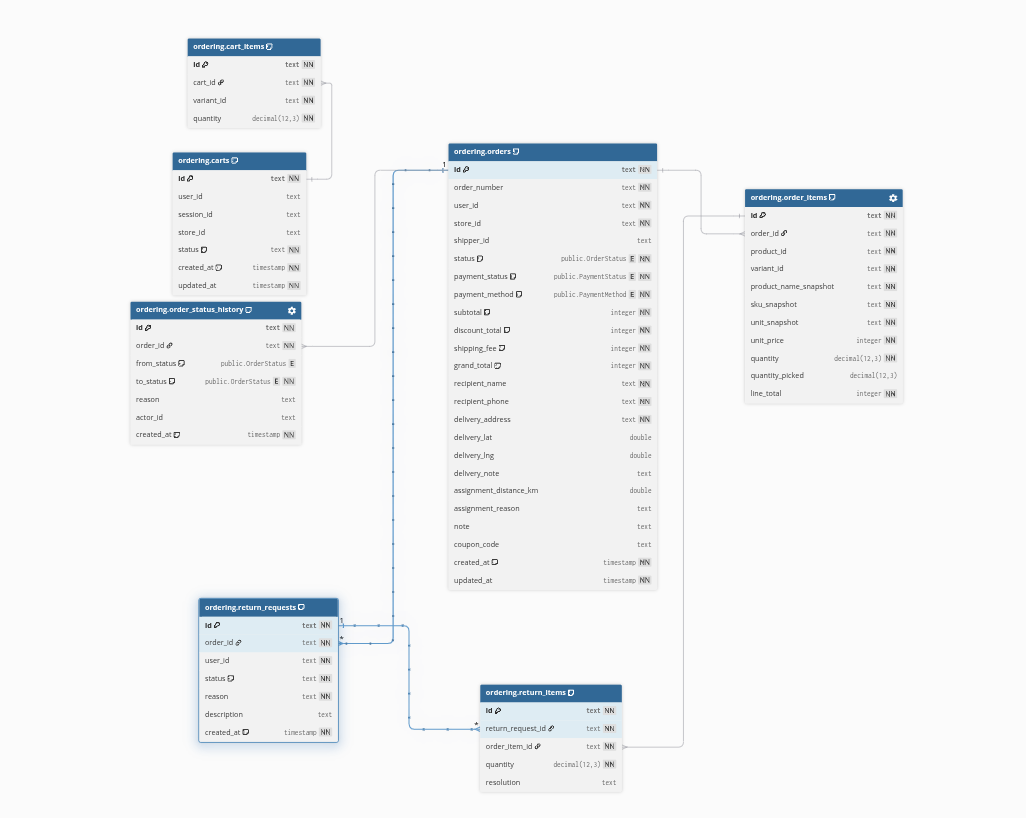 ordering.cart_items
id text NN
cart_id text NN
variant_id text NN
quantity decimal(12,3) NN
ordering.carts
id text NN
user_id text
session_id text
store_id text
status text NN
created_at timestamp NN
updated_at timestamp NN
ordering.order_status_history
id text NN
order_id text NN
from_status public.OrderStatus E
to_status public.OrderStatus E NN
reason text
actor_id text
created_at timestamp NN
1
ordering.orders
id text NN
order_number text NN
user_id text NN
store_id text NN
shipper_id text
status public.OrderStatus E NN
payment_status public.PaymentStatus E NN
payment_method public.PaymentMethod E NN
subtotal integer NN
discount_total integer NN
shipping_fee integer NN
grand_total integer NN
recipient_name text NN
recipient_phone text NN
delivery_address text NN
delivery_lat double
delivery_lng double
delivery_note text
assignment_distance_km double
assignment_reason text
note text
coupon_code text
created_at timestamp NN
updated_at timestamp NN
ordering.order_items
id text NN
order_id text NN
product_id text NN
variant_id text NN
product_name_snapshot text NN
sku_snapshot text NN
unit_snapshot text NN
unit_price integer NN
quantity decimal(12,3) NN
quantity_picked decimal(12,3)
line_total integer NN
ordering.return_requests
id text NN 1
order_id text NN *
user_id text NN
status text NN
reason text NN
description text
created_at timestamp NN
ordering.return_items
id text NN
* return_request_id text NN
order_item_id text NN
quantity decimal(12,3) NN
resolution text